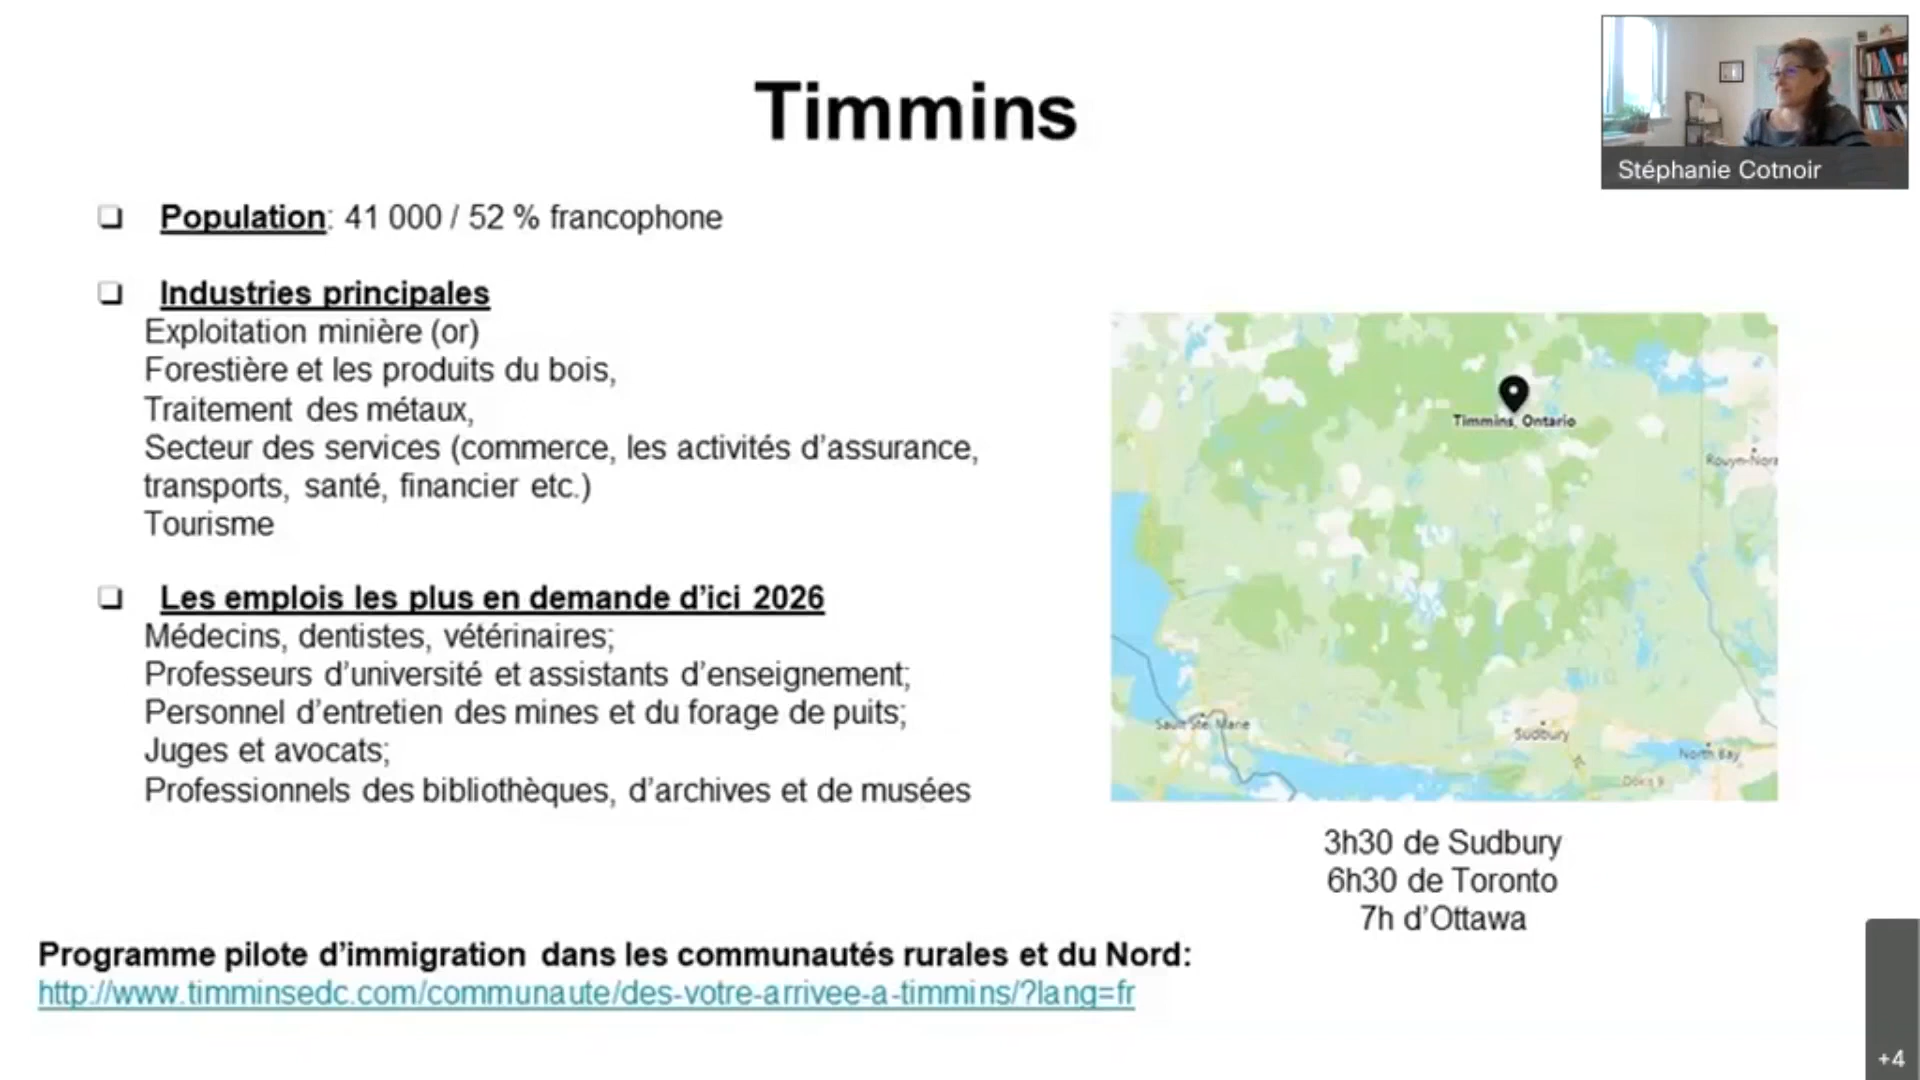 Timmins
Stéphanie Cotnoir
Population: 41 000 / 52 % francophone
Industries principales
Exploitation minière (or)
Forestière et les produits du bois,
Traitement des métaux,
Secteur des services (commerce, les activités d’assurance,
transports, santé, financier etc.)
Tourisme
Les emplois les plus en demande d’ici 2026
Médecins, dentistes, vétérinaires;
Professeurs d’université et assistants d’enseignement;
Personnel d’entretien des mines et du forage de puits;
Juges et avocats;
Professionnels des bibliothèques, d’archives et de musées
Timmins, Ontario
Rouyn-Nora
Sault Ste. Marie
Sudbury
North Bay
3h30 de Sudbury
6h30 de Toronto
7h d’Ottawa
Programme pilote d’immigration dans les communautés rurales et du Nord:
http://www.timminsedc.com/communaute/des-votre-arrivee-a-timmins/?lang=fr
+4